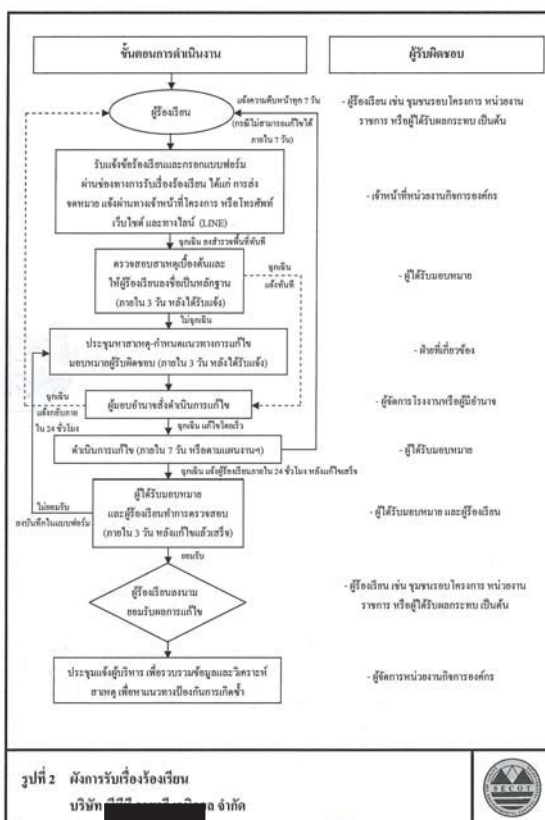 ขั้นตอนการดำเนินงาน
ผู้รับผิดชอบ
แจ้งความคืบหน้าทุก 7 วัน
ผู้ร้องเรียน
(กรณีไม่สามารถแก้ไขได้
ภายใน 7 วัน)
- ผู้ร้องเรียน เช่น ชุมชนรอบโครงการ หน่วยงาน
ราชการ หรือผู้ได้รับผลกระทบ เป็นต้น
รับแจ้งข้อร้องเรียนและกรอกแบบฟอร์ม
ผ่านช่องทางการรับเรื่องร้องเรียน ได้แก่ การส่ง
จดหมาย แจ้งผ่านทางเจ้าหน้าที่โครงการ หรือโทรศัพท์
เว็บไซต์ และทางไลน์ (LINE)
- เจ้าหน้าที่หน่วยงานกิจการองค์กร
ฉุกเฉิน ลงสำรวจพื้นที่ทันที
ตรวจสอบสาเหตุเบื้องต้นและ
ให้ผู้ร้องเรียนลงชื่อเป็นหลักฐาน
(ภายใน 3 วัน หลังได้รับแจ้ง)
ฉุกเฉิน
แจ้งทันที
- ผู้ได้รับมอบหมาย
ไม่ฉุกเฉิน
ประชุมหาสาเหตุ-กำหนดแนวทางการแก้ไข
มอบหมายผู้รับผิดชอบ (ภายใน 3 วัน หลังได้รับแจ้ง)
- ฝ่ายที่เกี่ยวข้อง
ฉุกเฉิน
แจ้งกลับภาย
ใน 24 ชั่วโมง
ผู้มอบอำนาจสั่งดำเนินการแก้ไข
- ผู้จัดการโรงงานหรือผู้มีอำนาจ
ฉุกเฉิน แก้ไขโดยเร็ว
ดำเนินการแก้ไข (ภายใน 7 วัน หรือตามแผนงานฯ)
- ผู้ได้รับมอบหมาย
ฉุกเฉิน แจ้งผู้ร้องเรียนภายใน 24 ชั่วโมง หลังแก้ไขเสร็จ
ไม่ยอมรับ
ลงบันทึกในแบบฟอร์ม
ผู้ได้รับมอบหมาย
และผู้ร้องเรียนทำการตรวจสอบ
(ภายใน 3 วัน หลังแก้ไขแล้วเสร็จ)
- ผู้ได้รับมอบหมาย และผู้ร้องเรียน
ยอมรับ
ผู้ร้องเรียนลงนาม
ยอมรับผลการแก้ไข
- ผู้ร้องเรียน เช่น ชุมชนรอบโครงการ หน่วยงาน
ราชการ หรือผู้ได้รับผลกระทบ เป็นต้น
ประชุมแจ้งผู้บริหาร เพื่อรวบรวมข้อมูลและวิเคราะห์
สาเหตุ เพื่อหาแนวทางป้องกันการเกิดซ้ำ
- ผู้จัดการหน่วยงานกิจการองค์กร
รูปที่ 2 ผังการรับเรื่องร้องเรียน
บริษัท จำกัด
SECOT